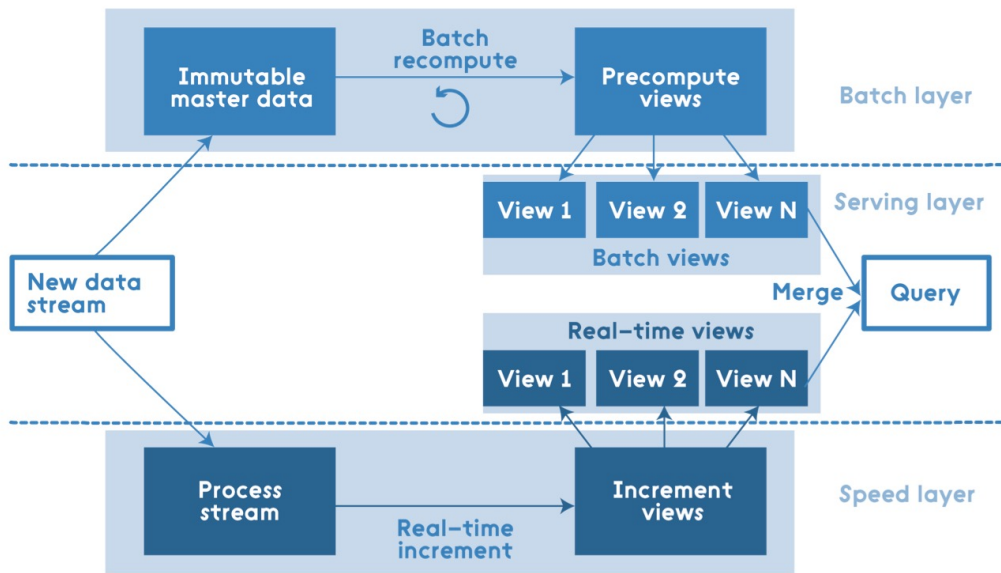 Batch
recompute
Immutable
master data
Precompute
views
Batch layer
View 1
View 2
View N
Serving layer
Batch views
New data
stream
Merge
Query
Real-time views
View 1
View 2
View N
Process
stream
Increment
views
Speed layer
Real-time
increment